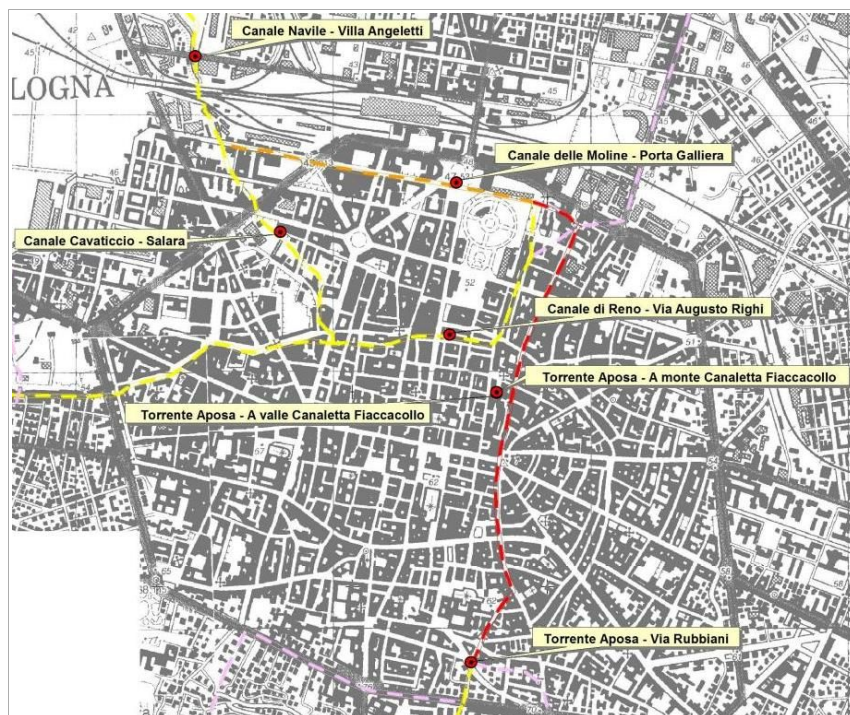 Canale Navile - Villa Angeletti
LOGNA
Canale delle Moline - Porta Galliera
Canale Cavaticcio - Salara
Canale di Reno - Via Augusto Righi
Torrente Aposa - A monte Canaletta Fiaccacollo
Torrente Aposa - A valle Canaletta Fiaccacollo
Torrente Aposa - Via Rubbiani